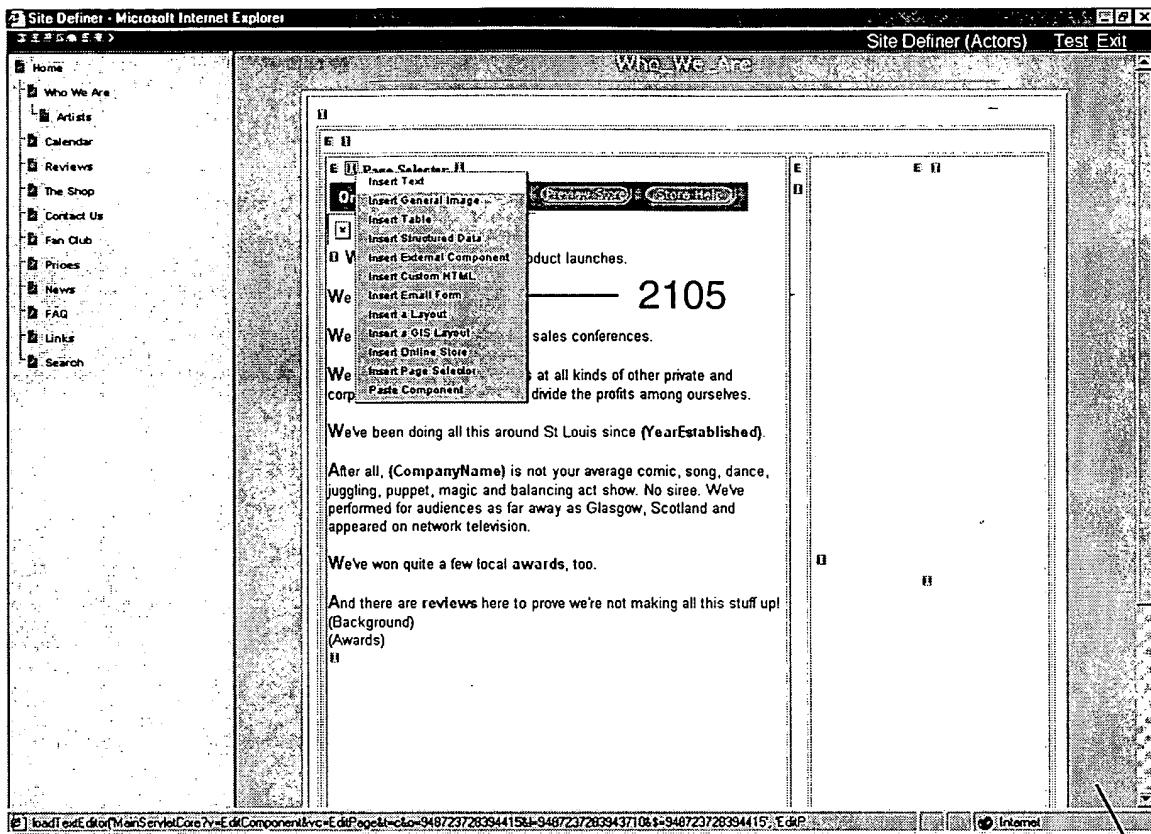 Site Definer - Microsoft Internet Explorer
Site Definer (Actors) Test Exit
Home
Who We Are
Artists
Calendar
Reviews
The Shop
Contact Us
Fan Club
Prices
News
FAQ
Links
Search
Who_We_Are
I
E I
E I Page Selector I
E
E I
I
Insert Text
Insert General Image
Insert Table
Insert Structured Data
Insert External Component
Insert Custom HTML
Insert Email Form
Insert a Layout
Insert a GIS Layout
Insert Online Store
Insert Page Selector
Paste Component
Or
Preview Store Store Help
I W
oduct launches.
We
2105
We
sales conferences.
We
s at all kinds of other private and
corp
divide the profits among ourselves.
We've been doing all this around St Louis since {YearEstablished}.
After all, {CompanyName} is not your average comic, song, dance,
juggling, puppet, magic and balancing act show. No siree. We've
performed for audiences as far away as Glasgow, Scotland and
appeared on network television.
We've won quite a few local awards, too.
I
I
And there are reviews here to prove we're not making all this stuff up!
(Background)
(Awards)
I
Internet